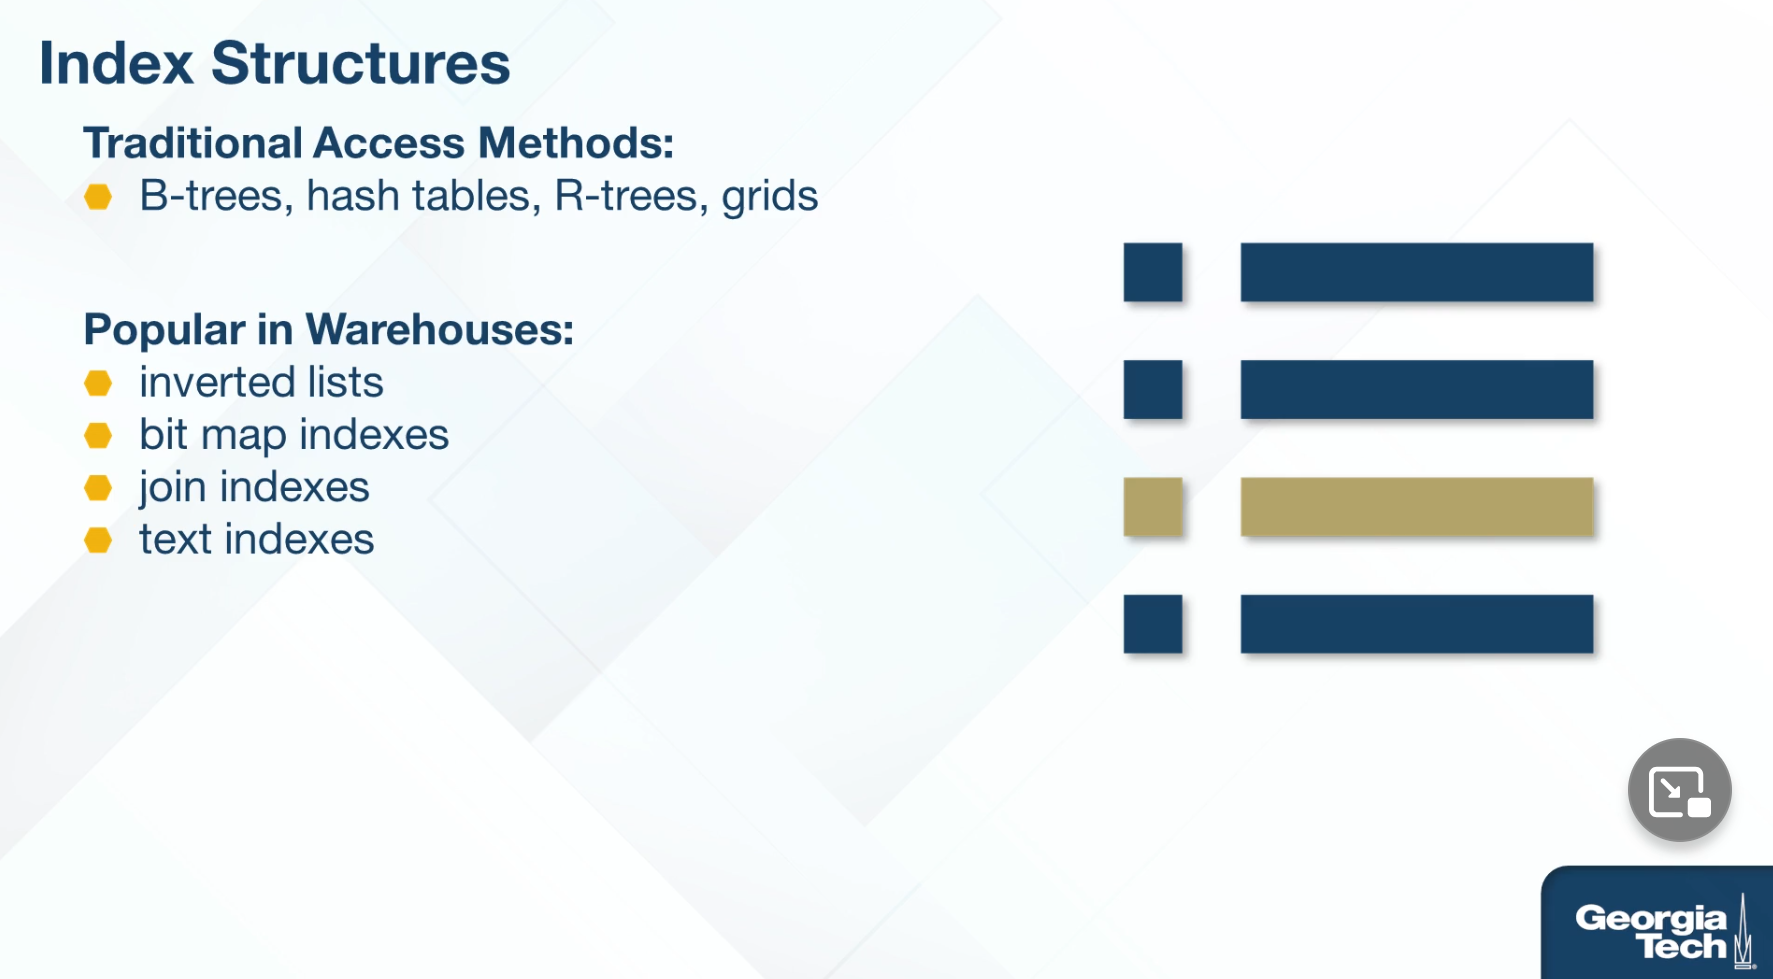 Index Structures
Traditional Access Methods:
B-trees, hash tables, R-trees, grids
Popular in Warehouses:
inverted lists
bit map indexes
join indexes
text indexes
Georgia
Tech